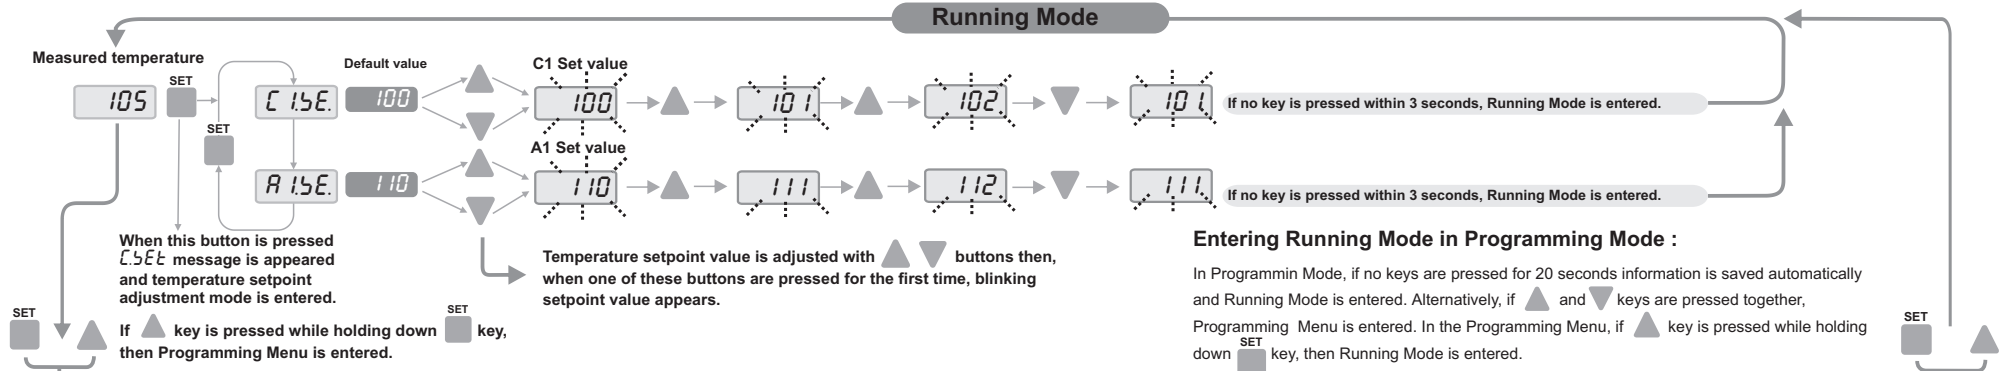 Running Mode
Measured temperature
105
SET
SET
C1.SE.
Default value
100
C1 Set value
100
101
102.
101.
If no key is pressed within 3 seconds, Running Mode is entered.
A1.SE.
110
A1 Set value
110
111
112.
111.
If no key is pressed within 3 seconds, Running Mode is entered.
When this button is pressed
C.SEt message is appeared
and temperature setpoint
adjustment mode is entered.
Temperature setpoint value is adjusted with buttons then,
when one of these buttons are pressed for the first time, blinking
setpoint value appears.
SET
If key is pressed while holding down SET key,
then Programming Menu is entered.
Entering Running Mode in Programming Mode :
In Programmin Mode, if no keys are pressed for 20 seconds information is saved automatically
and Running Mode is entered. Alternatively, if and keys are pressed together,
Programming Menu is entered. In the Programming Menu, if key is pressed while holding
down SET key, then Running Mode is entered.
SET